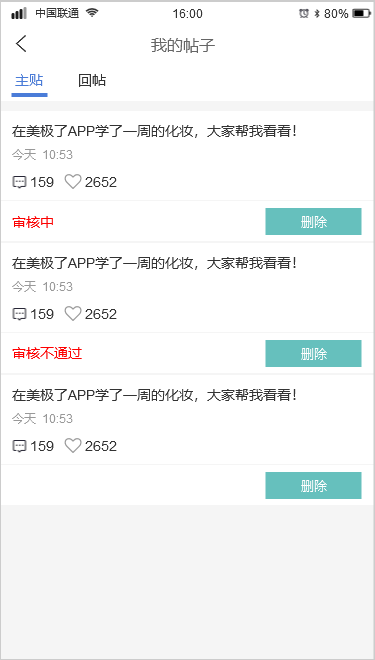 中国联通 16:00 80%
我的帖子
主贴 回帖
在美极了APP学了一周的化妆，大家帮我看看！
今天 10:53
159 2652
审核中 删除
在美极了APP学了一周的化妆，大家帮我看看！
今天 10:53
159 2652
审核不通过 删除
在美极了APP学了一周的化妆，大家帮我看看！
今天 10:53
159 2652
删除